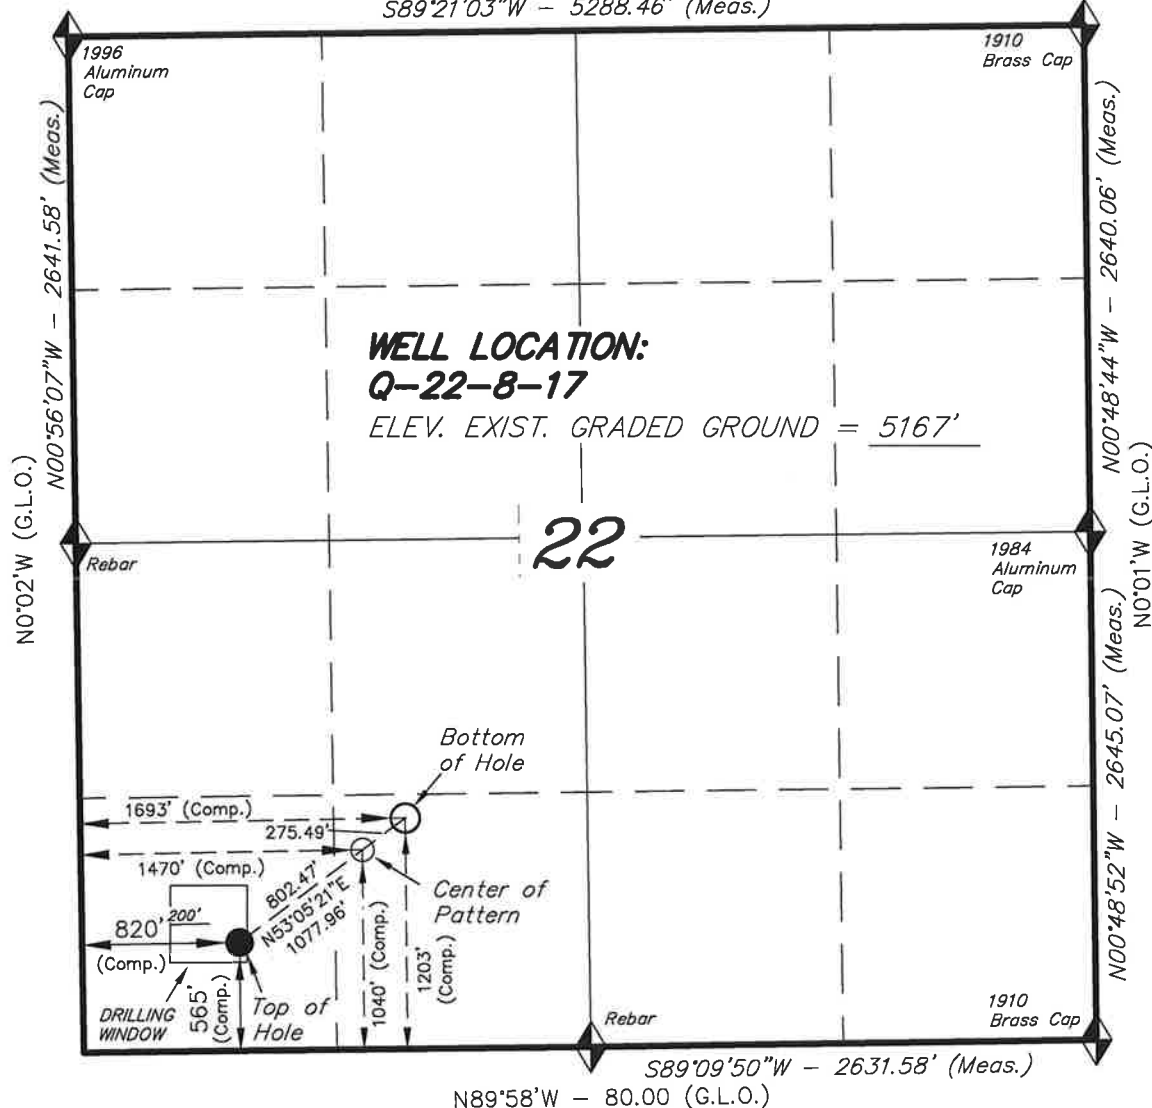 S89°21'03"W – 5288.46' (Meas.)
1996
Aluminum
Cap
1910
Brass Cap
N00°56'07"W – 2641.58' (Meas.)
N00°48'44"W – 2640.06' (Meas.)
WELL LOCATION:
Q–22–8–17
ELEV. EXIST. GRADED GROUND = 5167'
N0°02'W (G.L.O.)
N0°01'W (G.L.O.)
22
Rebar
1984
Aluminum
Cap
N00°48'52"W – 2645.07' (Meas.)
Bottom
of Hole
1693' (Comp.)
275.49'
1470' (Comp.)
802.47'
N53°05'21"E
1077.96'
Center of
Pattern
200'
820'
(Comp.)
1040' (Comp.)
1203'
(Comp.)
565'
(Comp.)
DRILLING
WINDOW
Top of
Hole
Rebar
1910
Brass Cap
S89°09'50"W – 2631.58' (Meas.)
N89°58'W – 80.00 (G.L.O.)